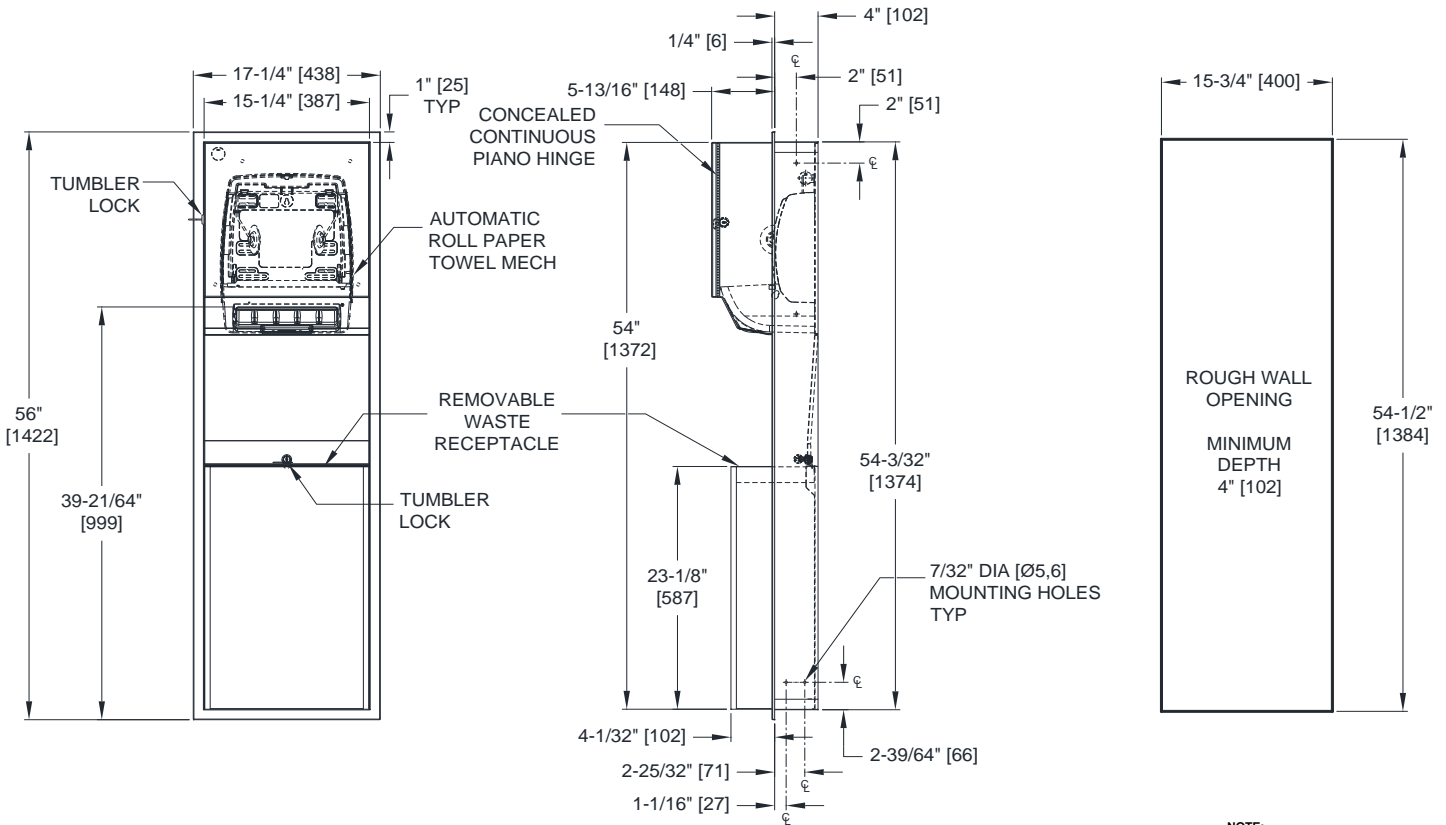 17-1/4" [438]
15-1/4" [387]
1" [25]
TYP
TUMBLER
LOCK
AUTOMATIC
ROLL PAPER
TOWEL MECH
56"
[1422]
39-21/64"
[999]
REMOVABLE
WASTE
RECEPTACLE
TUMBLER
LOCK
4" [102]
1/4" [6]
℄
2" [51]
5-13/16" [148]
2" [51]
CONCEALED
CONTINUOUS
PIANO HINGE
℄
54"
[1372]
54-3/32"
[1374]
23-1/8"
[587]
7/32" DIA [Ø5,6]
MOUNTING HOLES
TYP
℄
4-1/32" [102]
2-39/64" [66]
2-25/32" [71]
℄
1-1/16" [27]
℄
15-3/4" [400]
ROUGH WALL
OPENING
MINIMUM
DEPTH
4" [102]
54-1/2"
[1384]
NOTE: